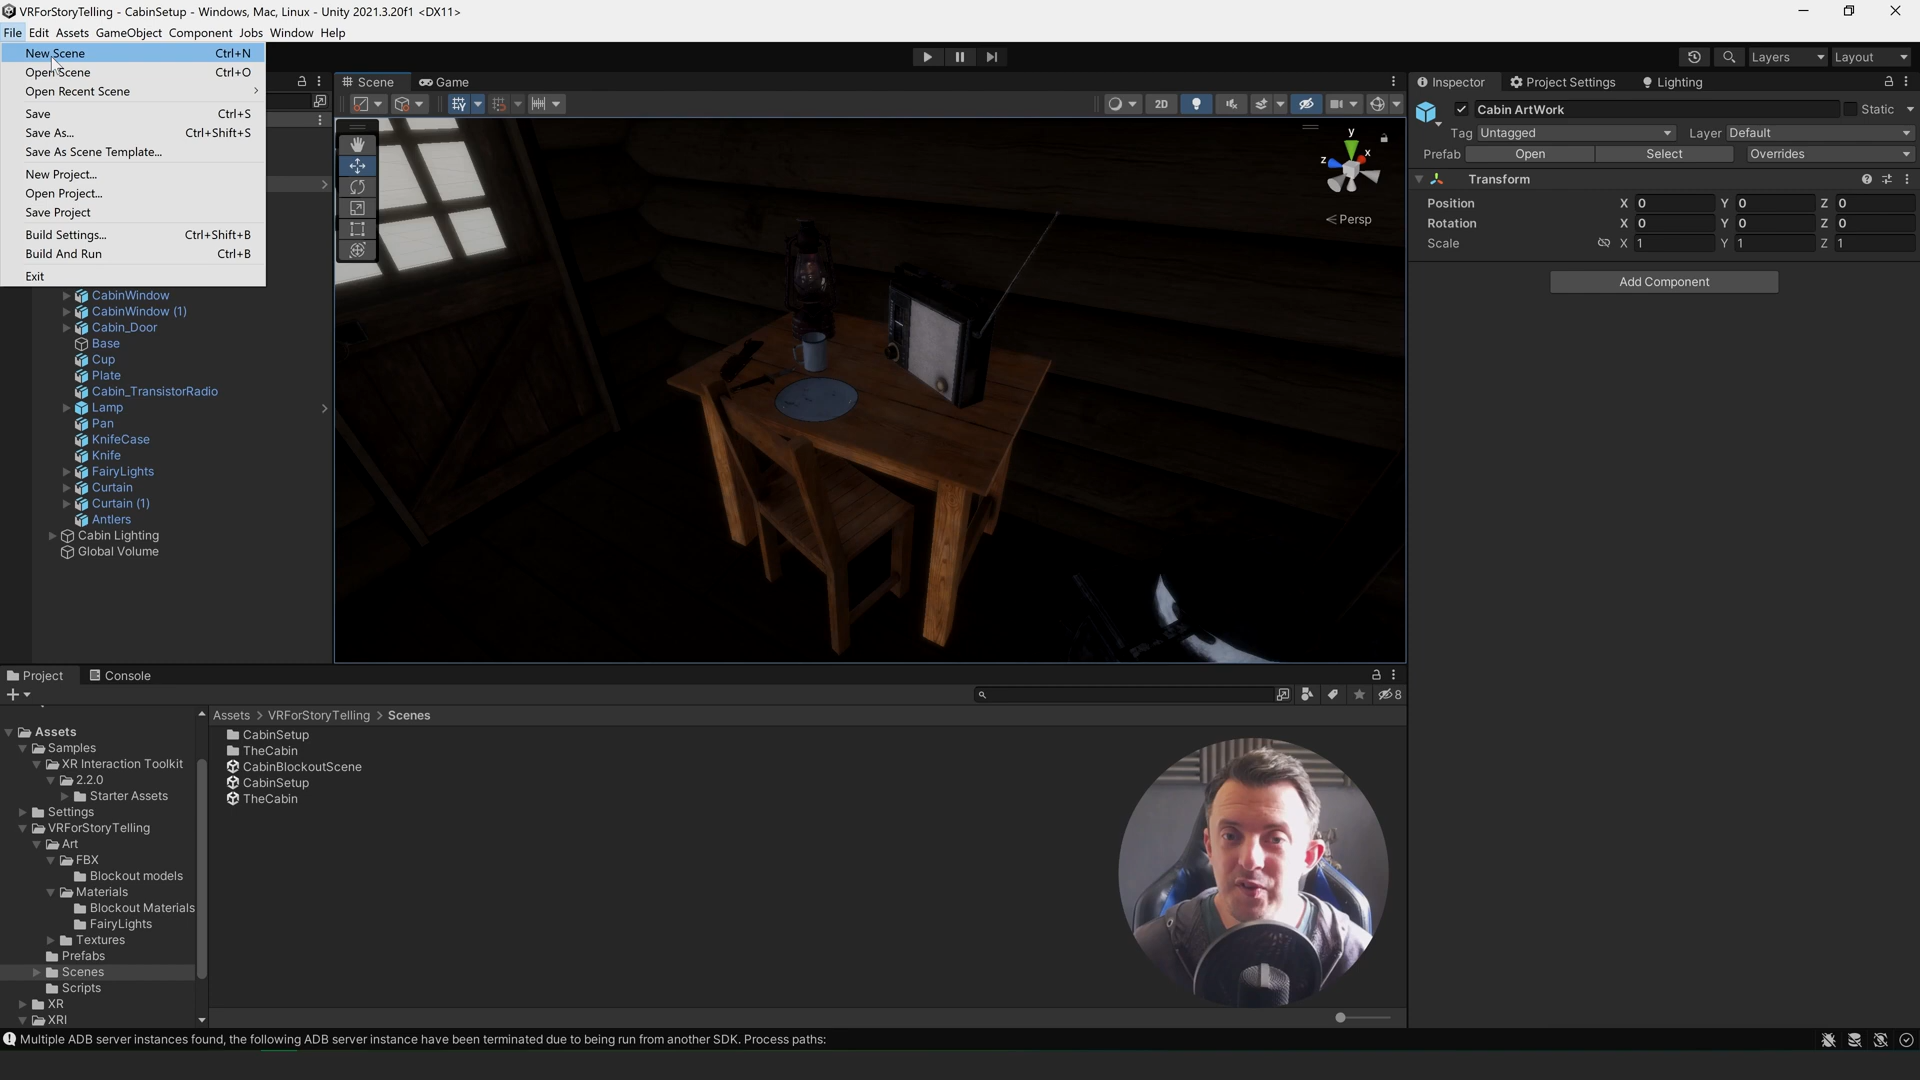 VRForStoryTelling - CabinSetup - Windows, Mac, Linux - Unity 2021.3.20f1 <DX11>
File Edit Assets GameObject Component Jobs Window Help
New Scene Ctrl+N
Open Scene Ctrl+O
Open Recent Scene
Save Ctrl+S
Save As... Ctrl+Shift+S
Save As Scene Template...
New Project...
Open Project...
Save Project
Build Settings... Ctrl+Shift+B
Build And Run Ctrl+B
Exit
CabinWindow
CabinWindow (1)
Cabin_Door
Base
Cup
Plate
Cabin_TransistorRadio
Lamp
Pan
KnifeCase
Knife
FairyLights
Curtain
Curtain (1)
Antlers
Cabin Lighting
Global Volume
Layers Layout
Scene Game
2D
y
x
z
Persp
Inspector Project Settings Lighting
Cabin ArtWork Static
Tag Untagged Layer Default
Prefab Open Select Overrides
Transform
Position X 0 Y 0 Z 0
Rotation X 0 Y 0 Z 0
Scale X 1 Y 1 Z 1
Add Component
Project Console
8
Assets
Samples
XR Interaction Toolkit
2.2.0
Starter Assets
Settings
VRForStoryTelling
Art
FBX
Blockout models
Materials
Blockout Materials
FairyLights
Textures
Prefabs
Scenes
Scripts
XR
XRI
Assets > VRForStoryTelling > Scenes
CabinSetup
TheCabin
CabinBlockoutScene
CabinSetup
TheCabin
Multiple ADB server instances found, the following ADB server instance have been terminated due to being run from another SDK. Process paths: